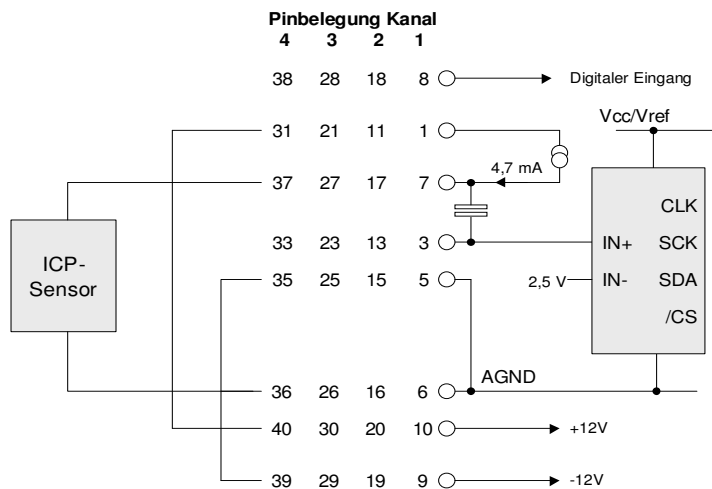 Pinbelegung Kanal
4 3 2 1
38 28 18 8 Digitaler Eingang
Vcc/Vref
31 21 11 1
4,7 mA
37 27 17 7
CLK
33 23 13 3 IN+ SCK
ICP-
Sensor
35 25 15 5 2,5 V IN- SDA
/CS
AGND
36 26 16 6
40 30 20 10 +12V
39 29 19 9 -12V